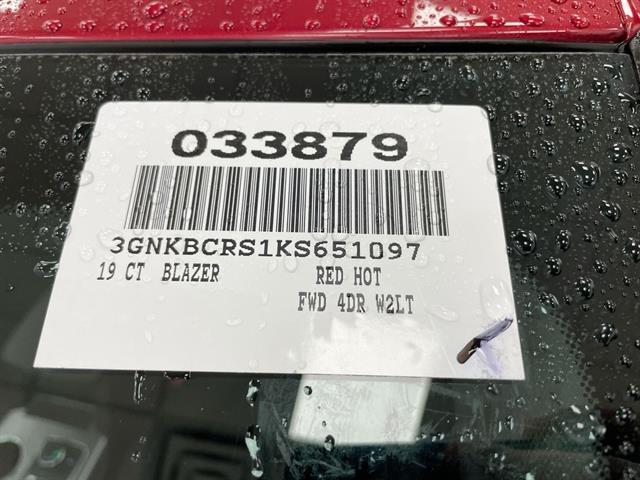 033879
3GNKBCRS1KS651097
19 CT BLAZER RED HOT
FWD 4DR W2LT